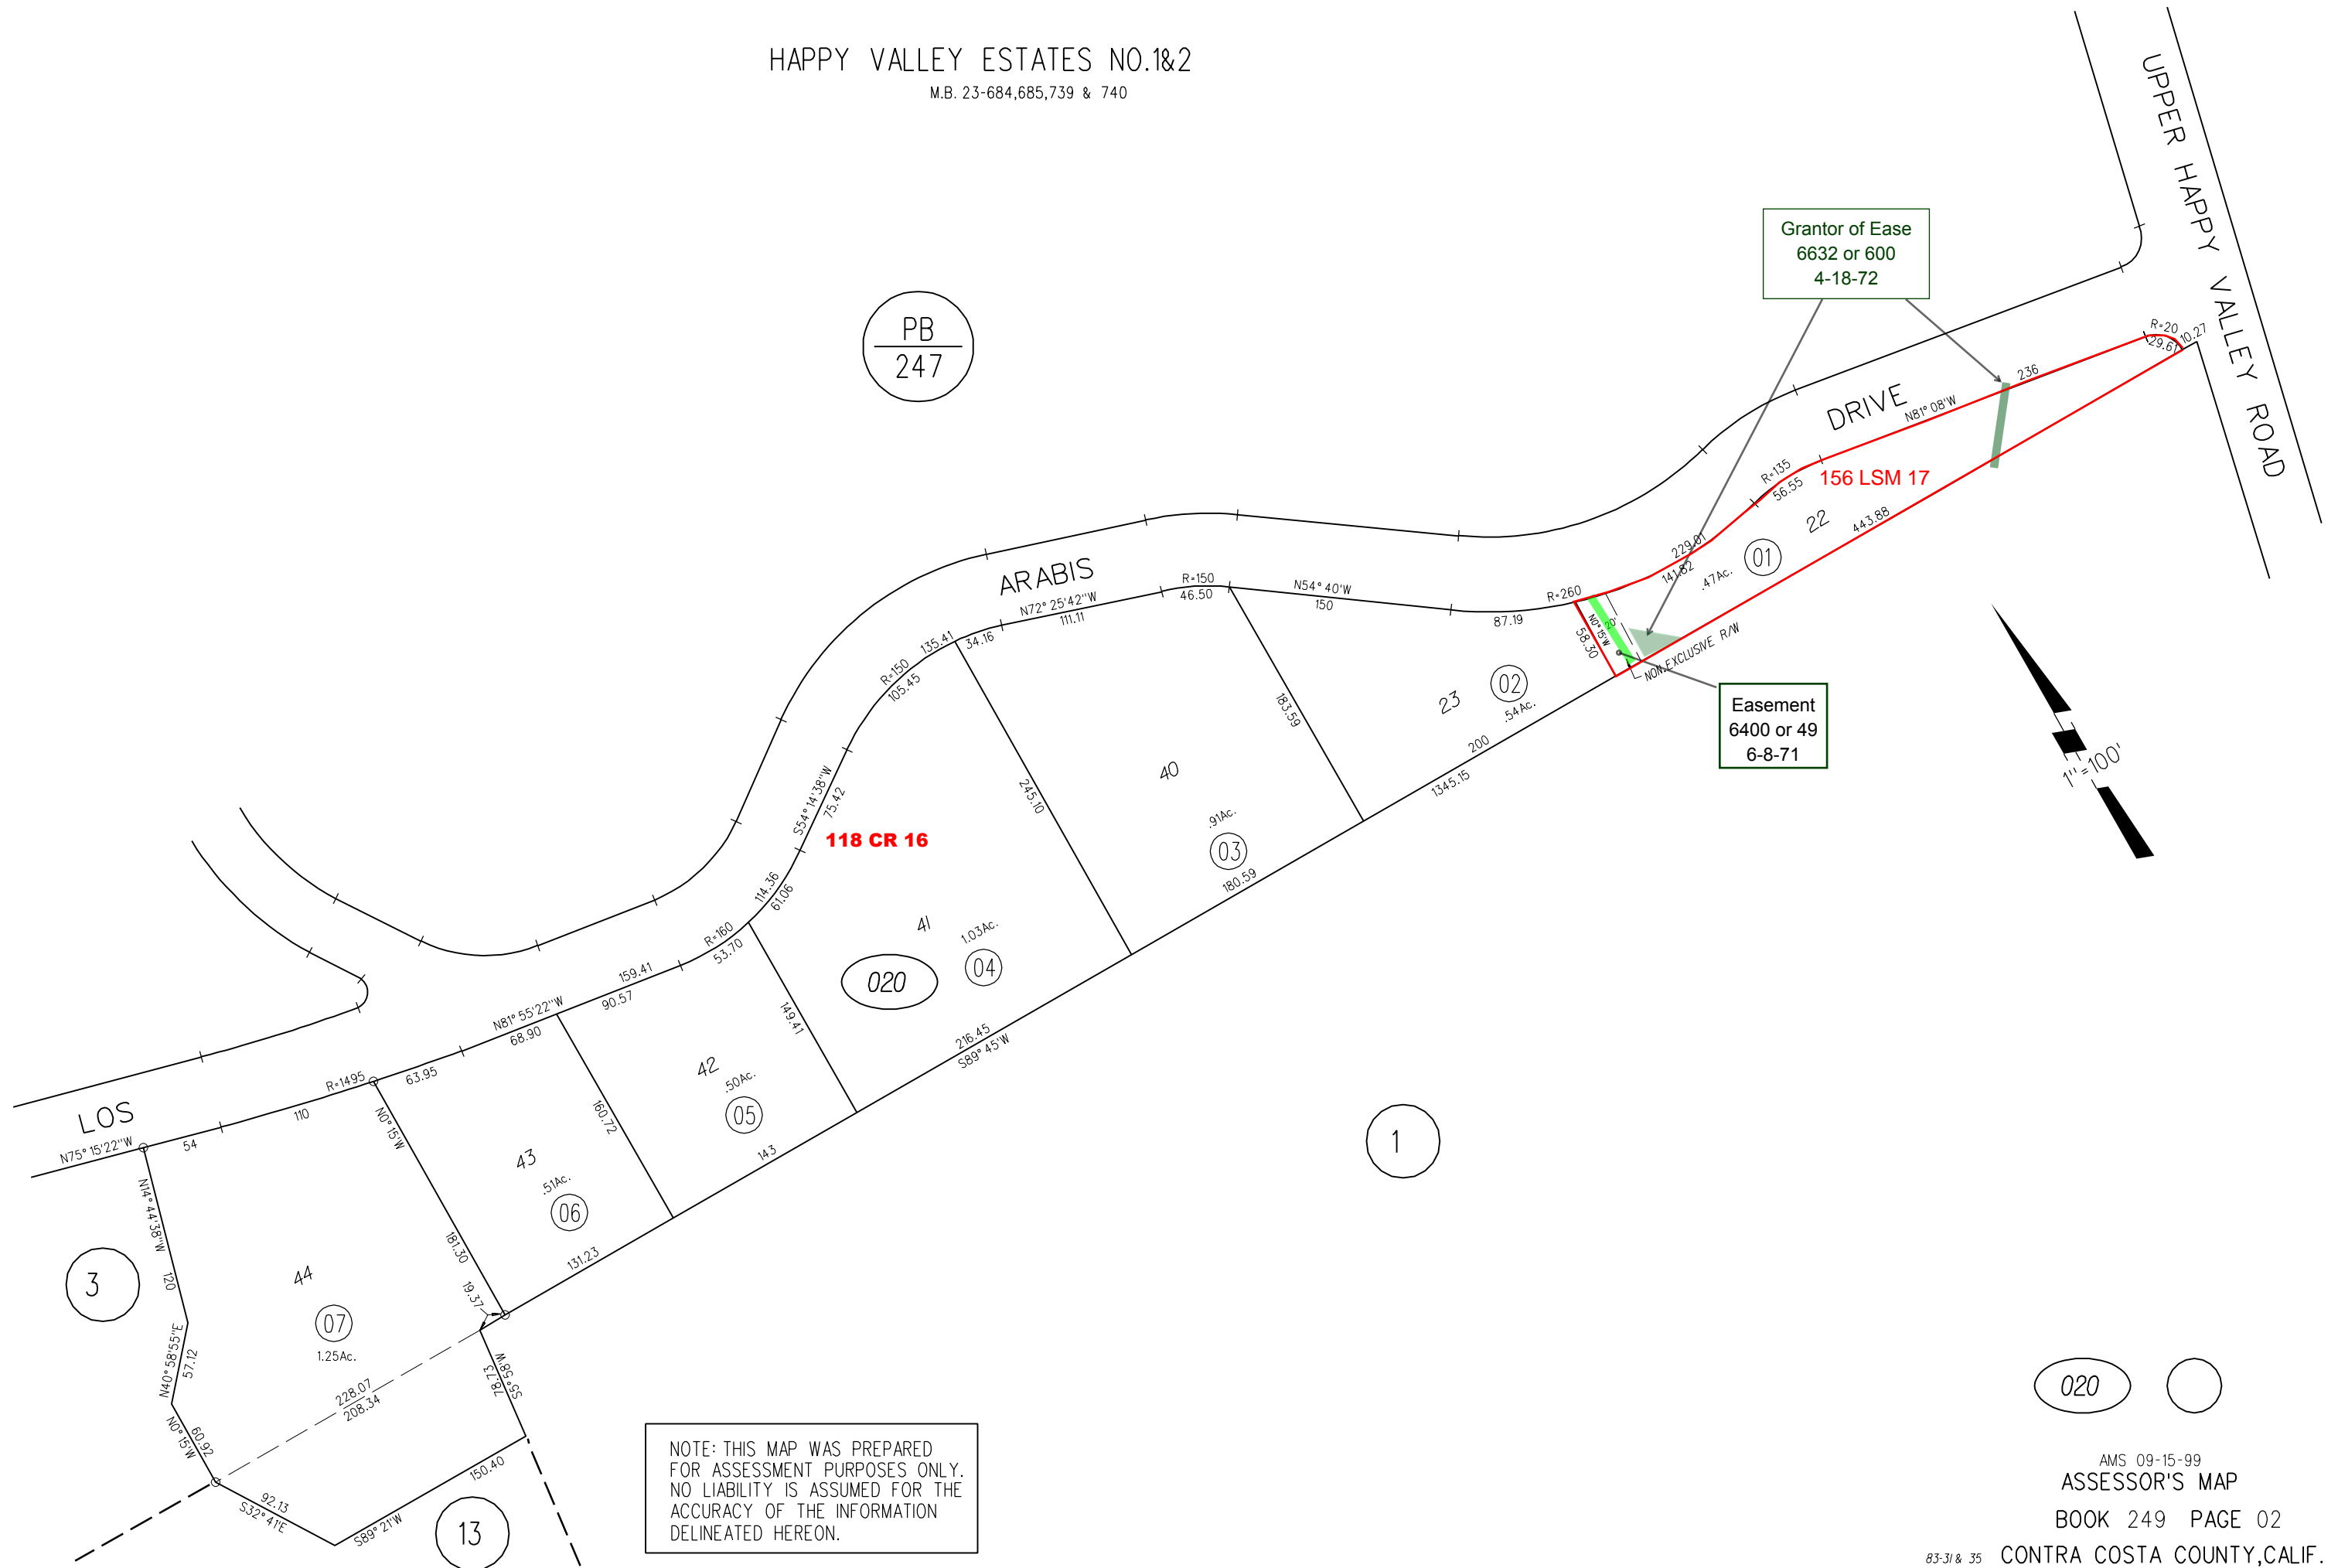 HAPPY VALLEY ESTATES NO.1&2
M.B. 23-684,685,739 & 740
UPPER HAPPY VALLEY ROAD
Grantor of Ease
6632 or 600
4-18-72
PB
247
R=20
29.61
10.27
236
N81° 08'W
DRIVE
R=135
56.55
156 LSM 17
22
443.88
229.01
141.82
01
.47Ac.
ARABIS
R=150
46.50
N54° 40'W
150
R=260
87.19
N0° 15'W
20'
58.30
NON.EXCLUSIVE R/W
N72° 25'42"W
111.11
135.41
34.16
R=150
105.45
183.59
23
02
.54Ac.
Easement
6400 or 49
6-8-71
200
1345.15
1"=100'
S54° 14'38"W
75.42
245.10
40
.91Ac.
03
180.59
118 CR 16
114.36
61.06
41
1.03Ac.
04
020
R=160
53.70
159.41
90.57
149.41
216.45
S89° 45'W
N81° 55'22"W
68.90
42
.50Ac.
05
143
R=1495
63.95
110
LOS
N75° 15'22"W
54
N0° 15'W
160.72
43
.51Ac.
06
131.23
1
N14° 44'38"W
120
181.30
19.37
3
44
07
1.25Ac.
N40° 58'55"E
57.12
228.07
208.34
S5° 58'W
78.73
N0° 15'W
60.92
92.13
S32° 41'E
150.40
S89° 21'W
13
NOTE: THIS MAP WAS PREPARED
FOR ASSESSMENT PURPOSES ONLY.
NO LIABILITY IS ASSUMED FOR THE
ACCURACY OF THE INFORMATION
DELINEATED HEREON.
020
AMS 09-15-99
ASSESSOR'S MAP
BOOK 249 PAGE 02
83-31 & 35 CONTRA COSTA COUNTY,CALIF.